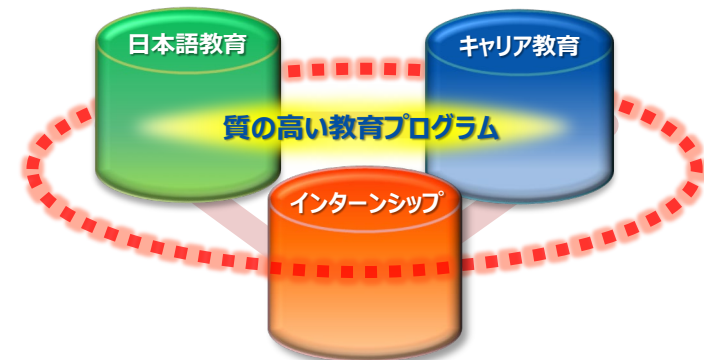 日本語教育
キャリア教育
質の高い教育プログラム
インターンシップ